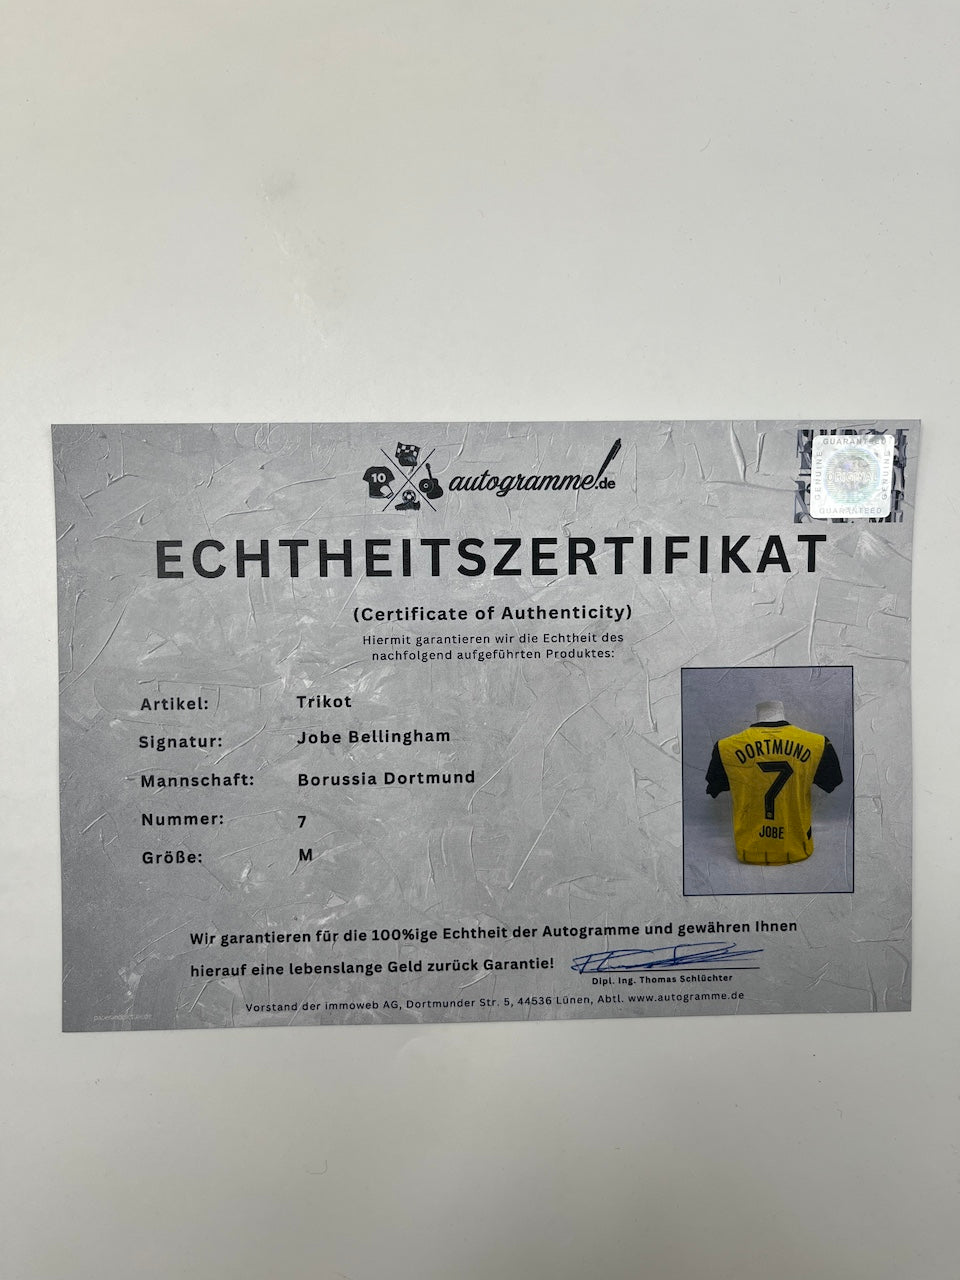 10
autogramme.de
GUARANTEED
GENUINE
ORIGINAL
GENUINE
GUARANTEED
ECHTHEITSZERTIFIKAT
(Certificate of Authenticity)
Hiermit garantieren wir die Echtheit des
nachfolgend aufgeführten Produktes:
Artikel: Trikot
Signatur: Jobe Bellingham
Mannschaft: Borussia Dortmund
Nummer: 7
Größe: M
DORTMUND
7
JOBE
Wir garantieren für die 100%ige Echtheit der Autogramme und gewähren Ihnen
hierauf eine lebenslange Geld zurück Garantie!
Dipl. Ing. Thomas Schlüchter
Vorstand der immoweb AG, Dortmunder Str. 5, 44536 Lünen, Abtl. www.autogramme.de